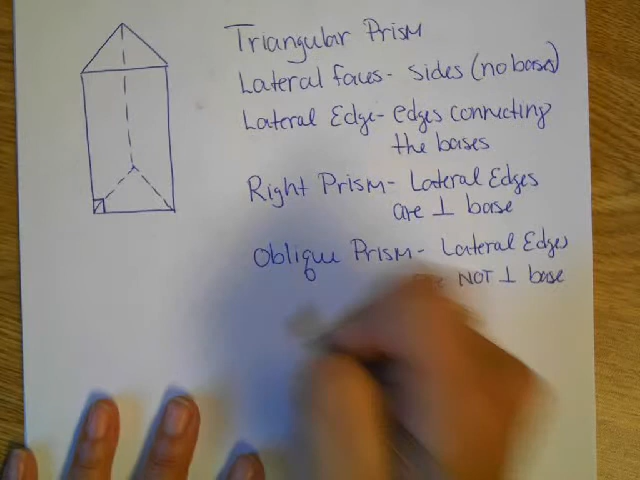 Triangular Prism
Lateral faces - sides (no bases)
Lateral Edge - edges connecting
the bases
Right Prism - Lateral Edges
are ⊥ base
Oblique Prism - Lateral Edges
NOT ⊥ base